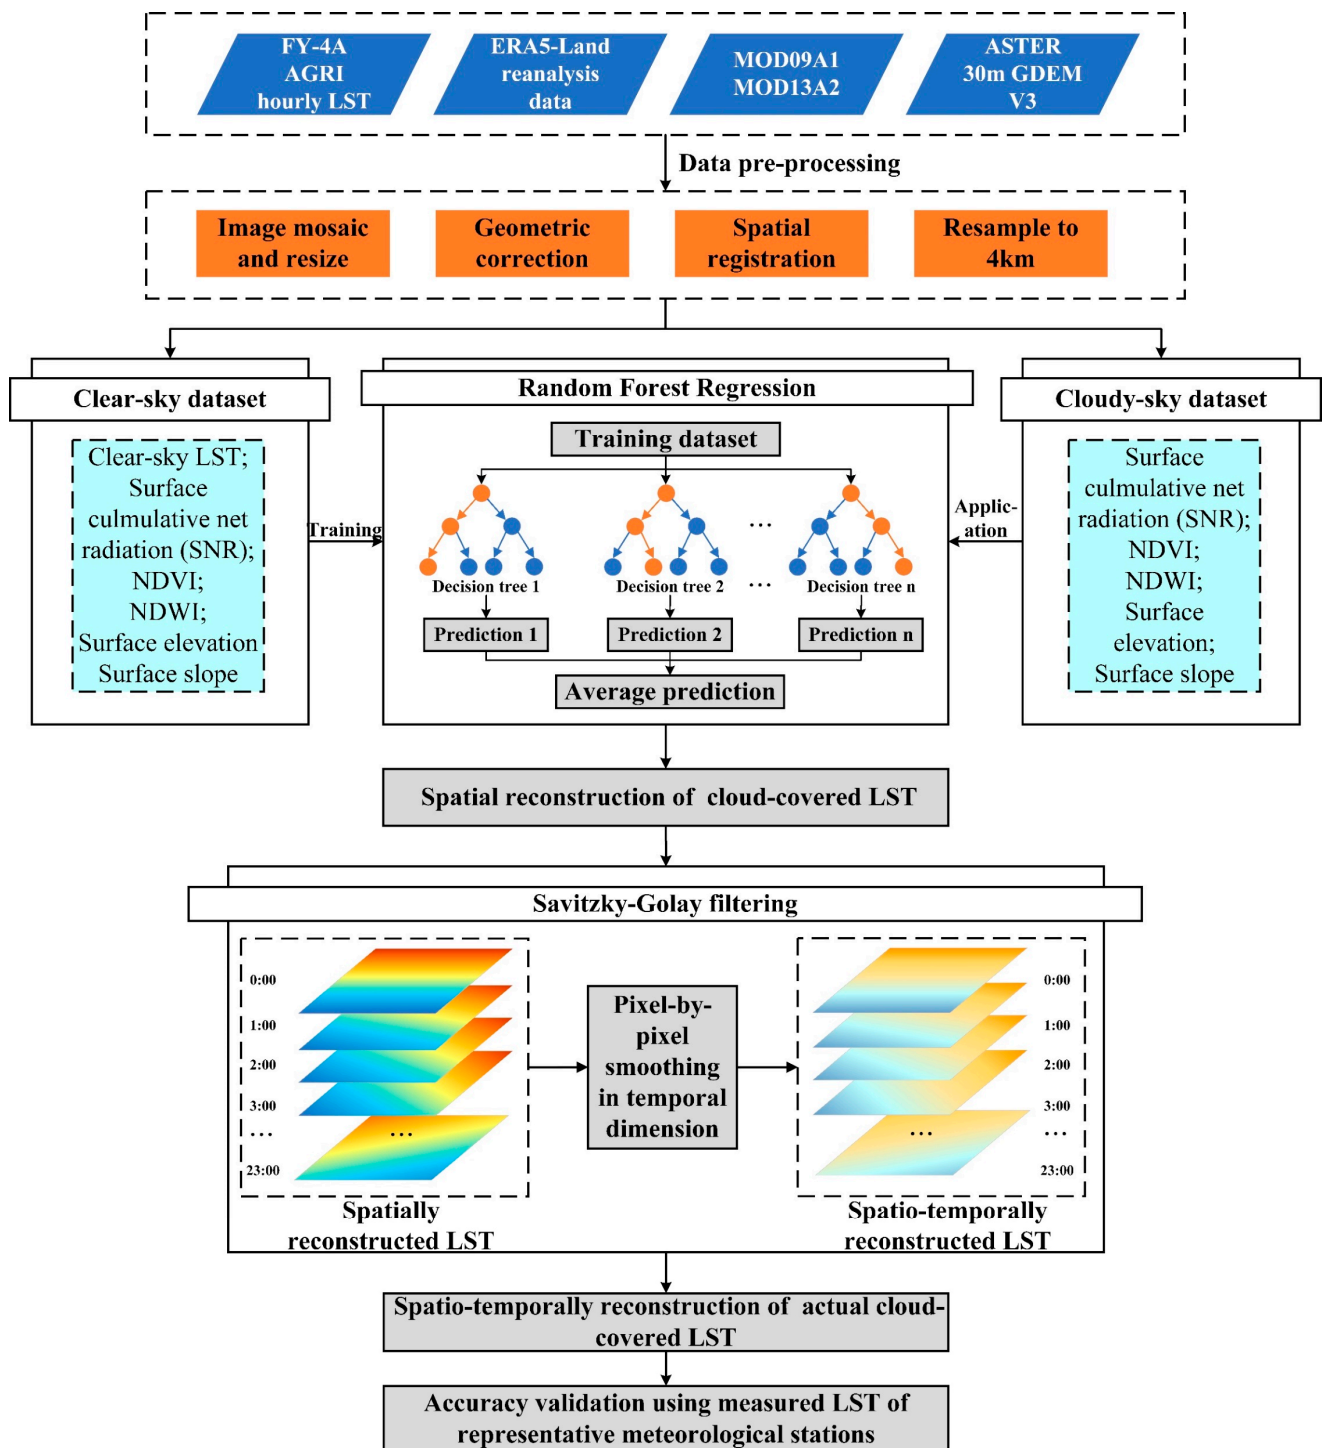 FY-4A
AGRI
hourly LST
ERA5-Land
reanalysis
data
MOD09A1
MOD13A2
ASTER
30m GDEM
V3
Data pre-processing
Image mosaic
and resize
Geometric
correction
Spatial
registration
Resample to
4km
Clear-sky dataset
Clear-sky LST;
Surface
culmulative net
radiation (SNR);
NDVI;
NDWI;
Surface elevation
Surface slope
Training
Random Forest Regression
Training dataset
...
Decision tree 1
Decision tree 2
...
Decision tree n
Prediction 1
Prediction 2
Prediction n
Average prediction
Applic-
ation
Cloudy-sky dataset
Surface
culmulative net
radiation (SNR);
NDVI;
NDWI;
Surface
elevation;
Surface slope
Spatial reconstruction of cloud-covered LST
Savitzky-Golay filtering
0:00
1:00
2:00
3:00
...
...
23:00
Spatially
reconstructed LST
Pixel-by-
pixel
smoothing
in temporal
dimension
0:00
1:00
2:00
3:00
...
...
23:00
Spatio-temporally
reconstructed LST
Spatio-temporally reconstruction of actual cloud-
covered LST
Accuracy validation using measured LST of
representative meteorological stations